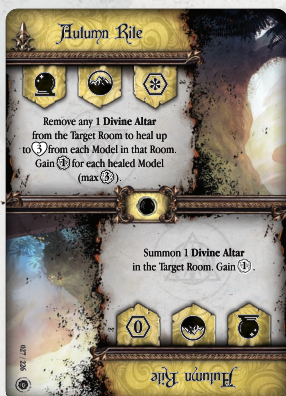 Autumn Rite
Remove any 1 Divine Altar
from the Target Room to heal up
to 3 from each Model in that Room.
Gain 1 for each healed Model
(max 3).
Summon 1 Divine Altar
in the Target Room. Gain 1.
0
Autumn Rite
027 / 226